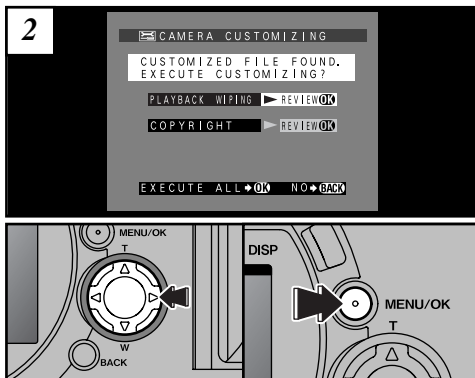 2
CAMERA CUSTOMIZING
CUSTOMIZED FILE FOUND.
EXECUTE CUSTOMIZING?
PLAYBACK WIPING ▶ REVIEW OK
COPYRIGHT ▶ REVIEW OK
EXECUTE ALL➧OK NO➧BACK
MENU/OK
T
W
BACK
DISP
MENU/OK
T